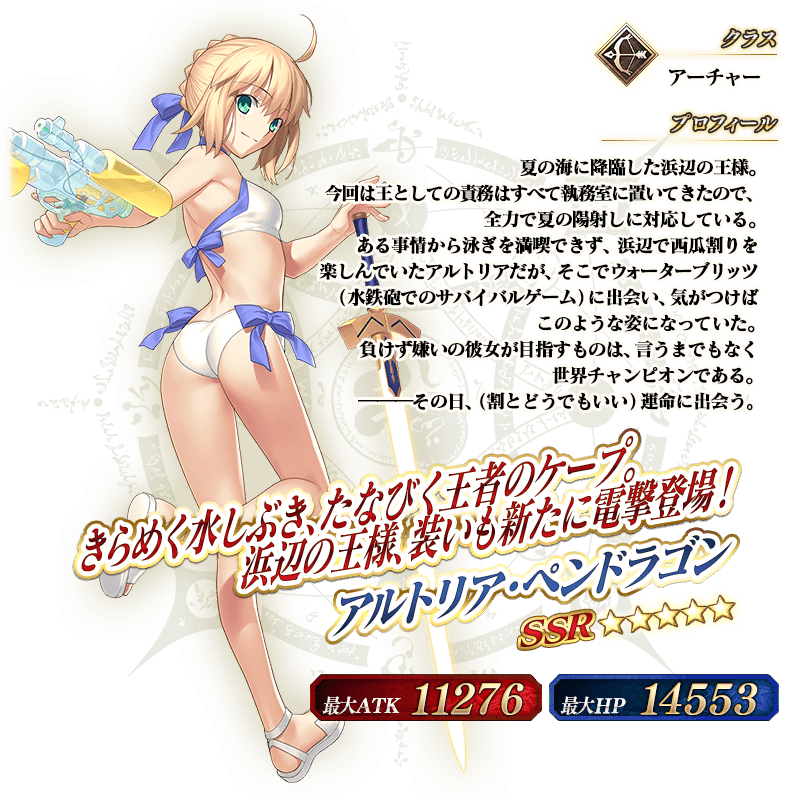 クラス
アーチャー
プロフィール
夏の海に降臨した浜辺の王様。
今回は王としての責務はすべて執務室に置いてきたので、
全力で夏の陽射しに対応している。
ある事情から泳ぎを満喫できず、浜辺で西瓜割りを
楽しんでいたアルトリアだが、そこでウォーターブリッツ
（水鉄砲でのサバイバルゲーム）に出会い、気がつけば
このような姿になっていた。
負けず嫌いの彼女が目指すものは、言うまでもなく
世界チャンピオンである。
―――その日、（割とどうでもいい）運命に出会う。
きらめく水しぶき、たなびく王者のケープ。
浜辺の王様、装いも新たに電撃登場！
アルトリア・ペンドラゴン
SSR ★★★★★
最大ATK 11276
最大HP 14553